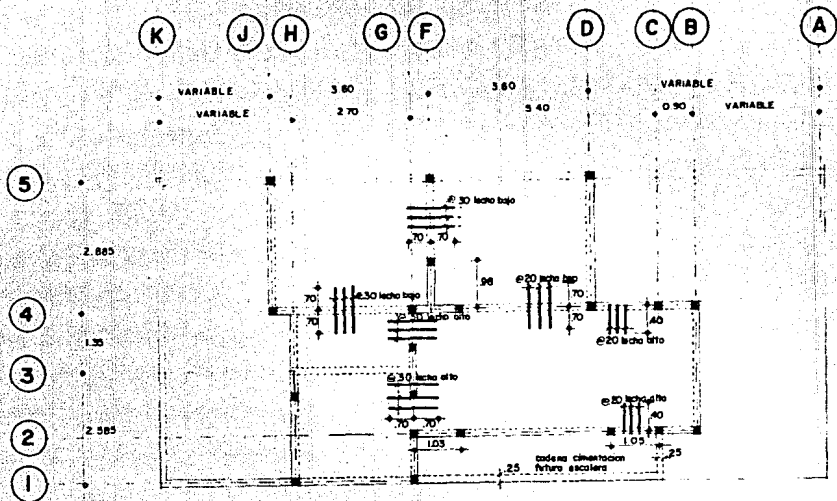 K J H G F D C B A
VARIABLE 3.60 3.60 VARIABLE
VARIABLE 2.70 5.40 0.90 VARIABLE
5
@ 30 lecho bajo
.70 .70
2.885
.98
@ 20 lecho bajo
.70 @ 30 lecho bajo .70
4
.70 .70
lecho alto
.40
@ 20 lecho alto
1.35
3
@ 30 lecho alto
@ 20 lecho alto
.70 .70
.40
2
1.05 1.05
2.585
cadena cimentacion .25
futura escalera
.25
1